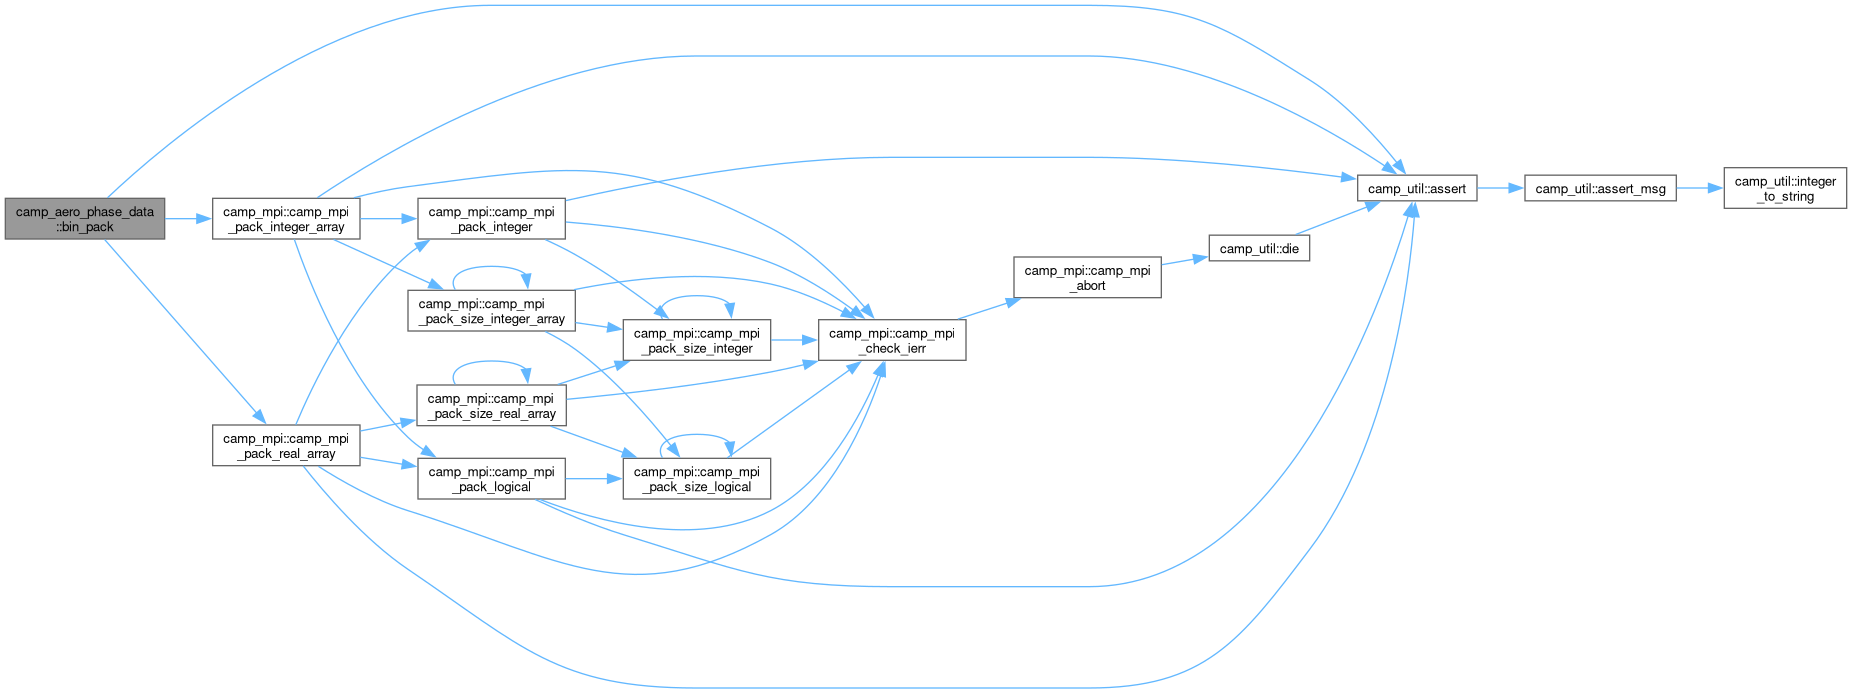 camp_aero_phase_data
::bin_pack
camp_mpi::camp_mpi
_pack_integer_array
camp_mpi::camp_mpi
_pack_real_array
camp_mpi::camp_mpi
_pack_integer
camp_mpi::camp_mpi
_pack_size_integer_array
camp_mpi::camp_mpi
_pack_size_real_array
camp_mpi::camp_mpi
_pack_logical
camp_mpi::camp_mpi
_pack_size_integer
camp_mpi::camp_mpi
_pack_size_logical
camp_mpi::camp_mpi
_check_ierr
camp_mpi::camp_mpi
_abort
camp_util::die
camp_util::assert
camp_util::assert_msg
camp_util::integer
_to_string